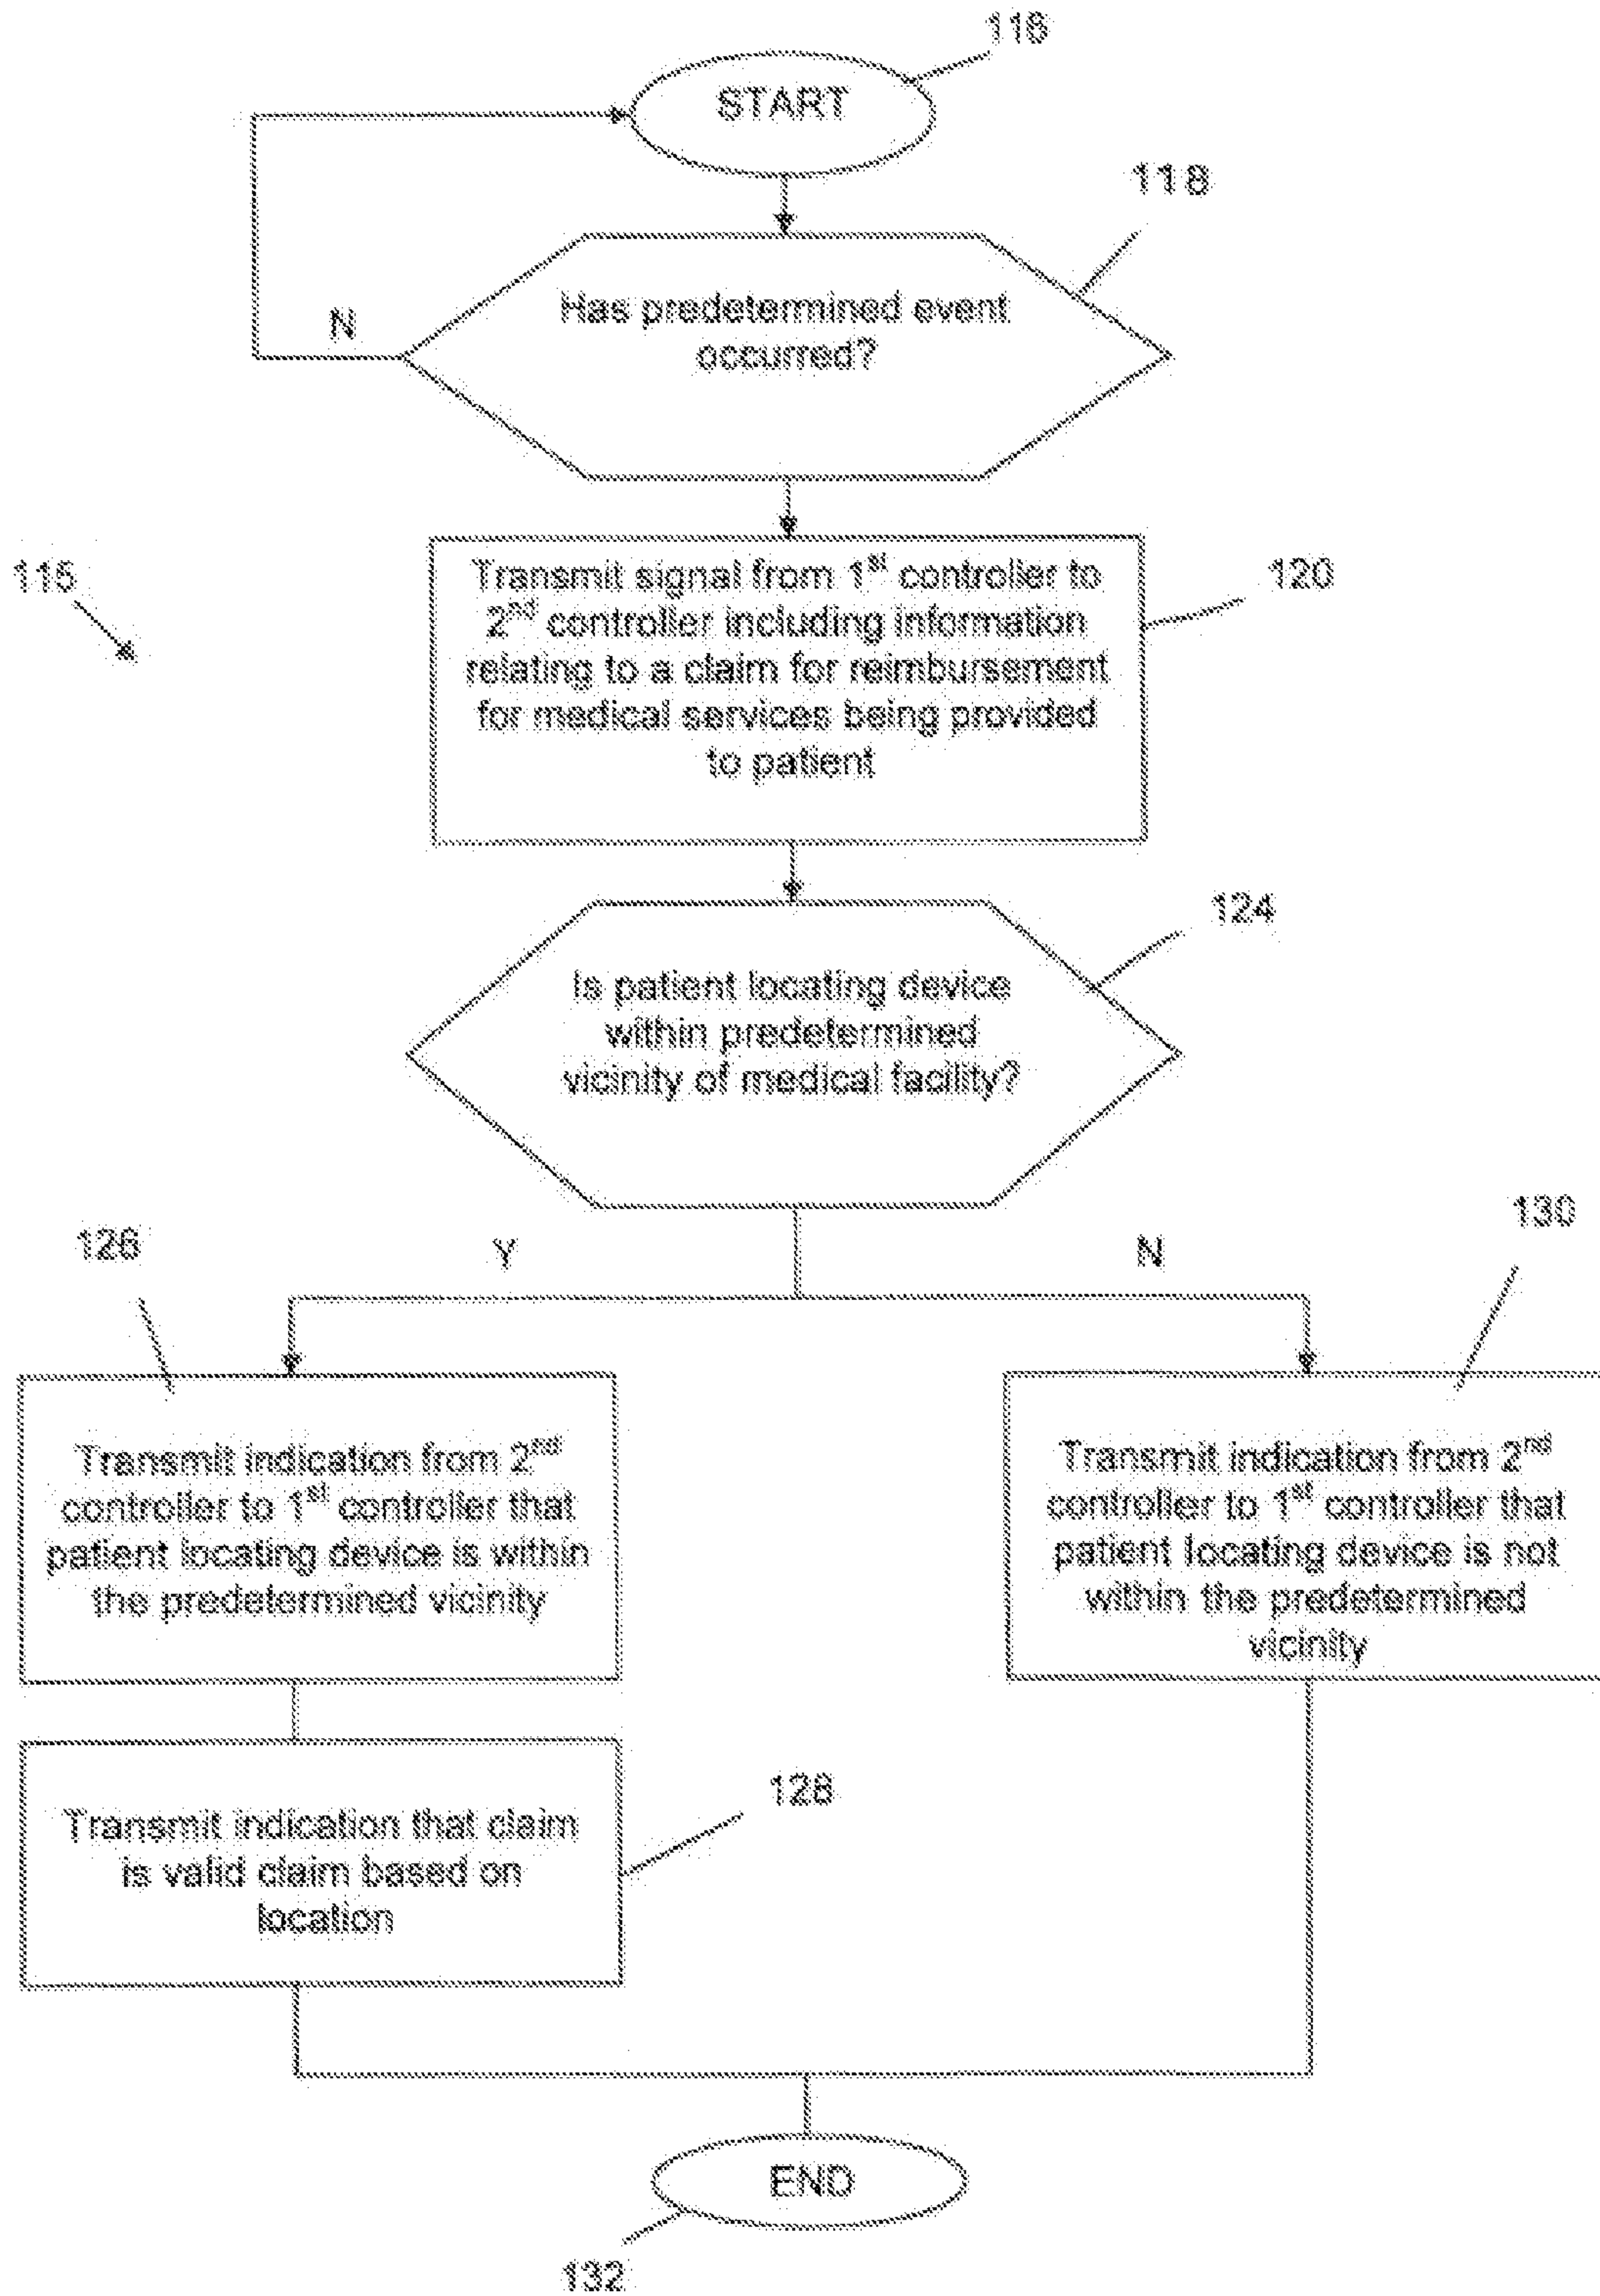 116
START
118
Has predetermined event
occurred?
N
115
120
Transmit signal from 1st controller to
2nd controller including information
relating to a claim for reimbursement
for medical services being provided
to patient
124
Is patient locating device
within predetermined
vicinity of medical facility?
126
Y
N
130
Transmit indication from 2nd
controller to 1st controller that
patient locating device is within
the predetermined vicinity
Transmit indication from 2nd
controller to 1st controller that
patient locating device is not
within the predetermined
vicinity
128
Transmit indication that claim
is valid claim based on
location
END
132